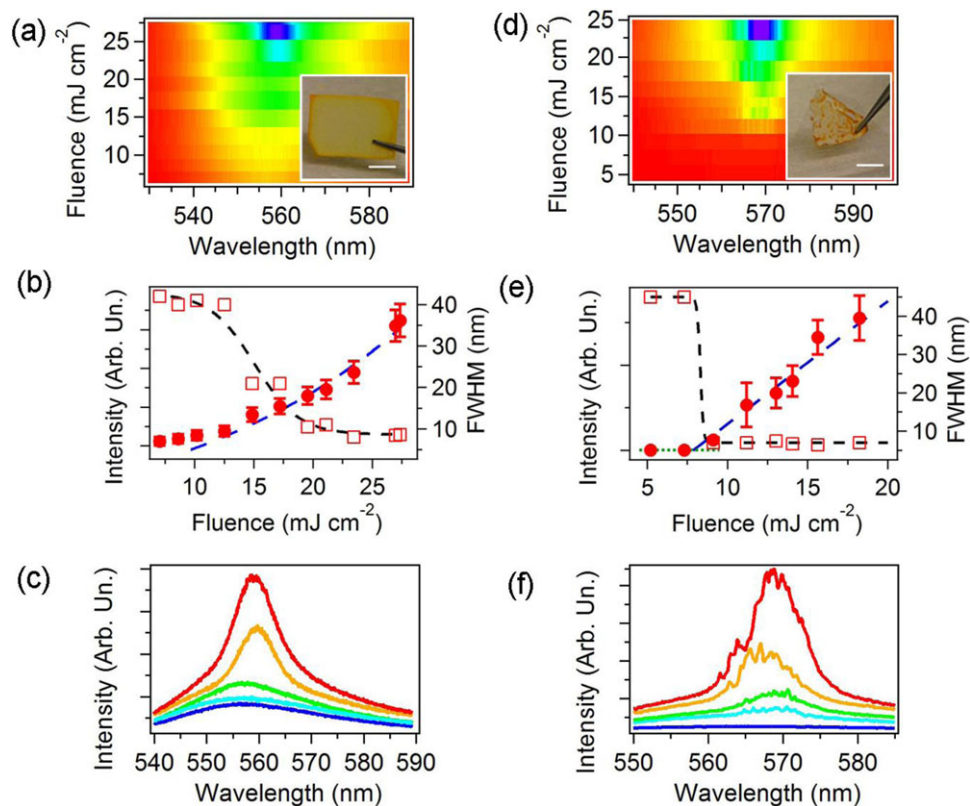 (a)
Fluence (mJ cm⁻²)
25
20
15
10
540 560 580
Wavelength (nm)
(d)
Fluence (mJ cm⁻²)
25
20
15
10
5
550 570 590
Wavelength (nm)
(b)
Intensity (Arb. Un.)
40
30
20
10
FWHM (nm)
10 15 20 25
Fluence (mJ cm⁻²)
(e)
Intensity (Arb. Un.)
40
30
20
10
FWHM (nm)
5 10 15 20
Fluence (mJ cm⁻²)
(c)
Intensity (Arb. Un.)
540 550 560 570 580 590
Wavelength (nm)
(f)
Intensity (Arb. Un.)
550 560 570 580
Wavelength (nm)